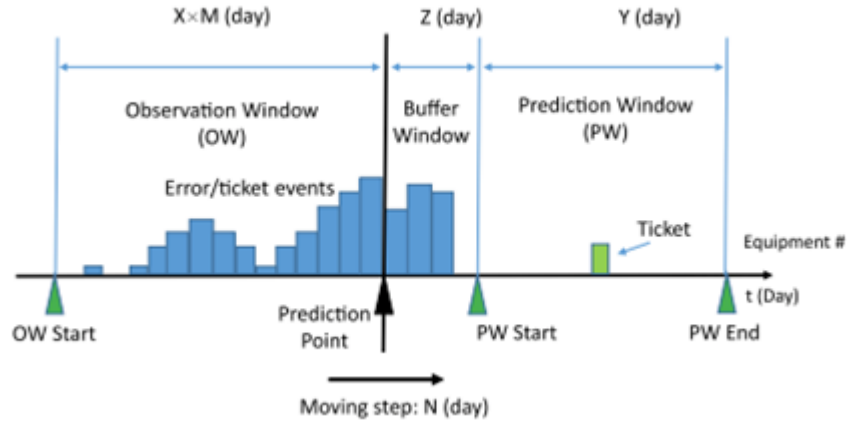 X×M (day)
Z (day)
Y (day)
Observation Window
(OW)
Buffer
Window
Prediction Window
(PW)
Error/ticket events
Ticket
Equipment #
t (Day)
OW Start
Prediction
Point
PW Start
PW End
Moving step: N (day)